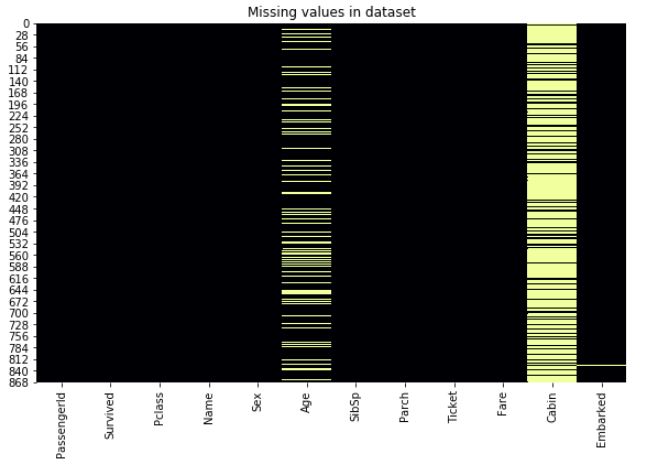 Missing values in dataset
0
28
56
84
112
140
168
196
224
252
280
308
336
364
392
420
448
476
504
532
560
588
616
644
672
700
728
756
784
812
840
868
PassengerId
Survived
Pclass
Name
Sex
Age
SibSp
Parch
Ticket
Fare
Cabin
Embarked